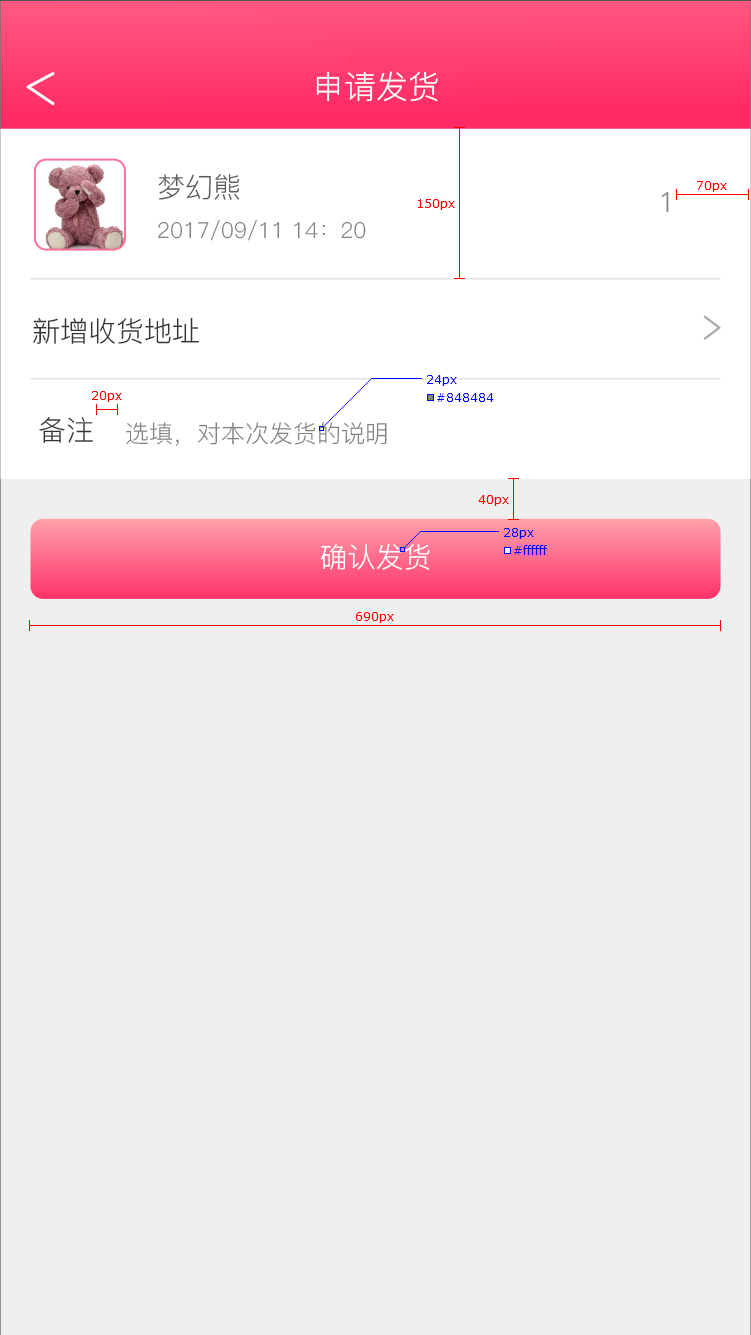 申请发货
梦幻熊
2017/09/11 14：20
1
70px
150px
新增收货地址
24px
#848484
20px
备注
选填，对本次发货的说明
40px
28px
#ffffff
确认发货
690px